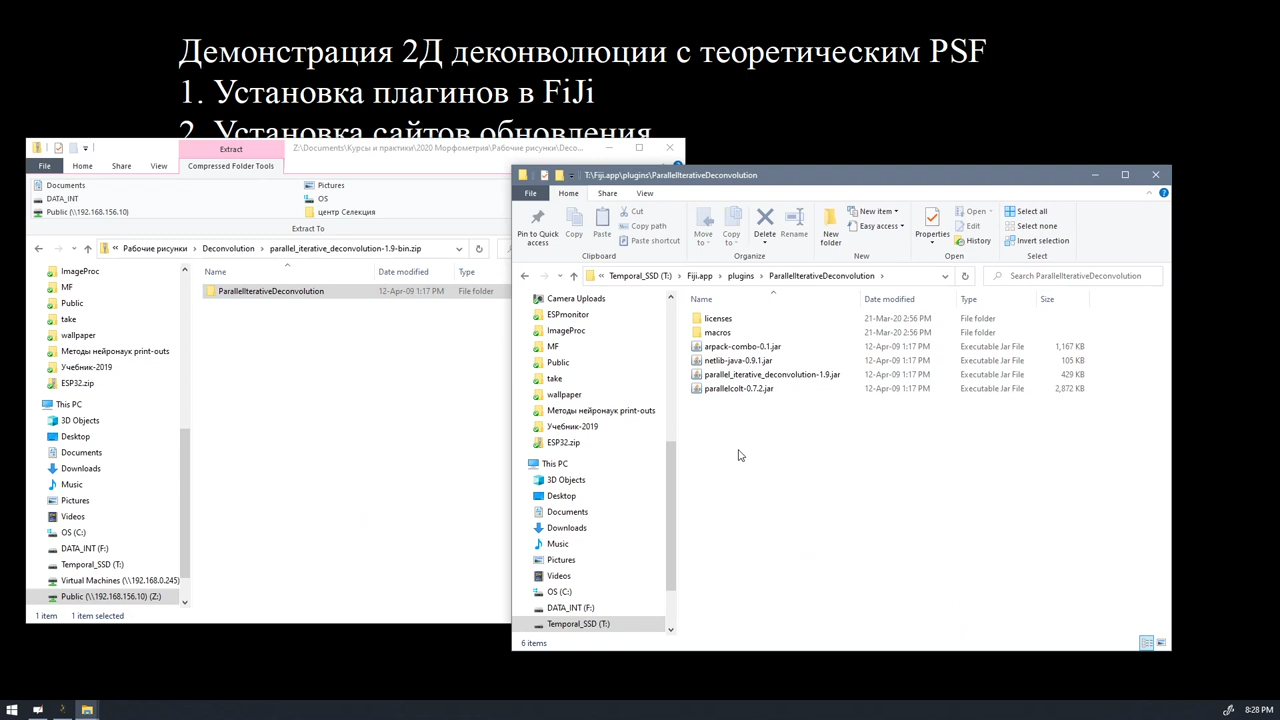 Демонстрация 2Д деконволюции с теоретическим PSF
1. Установка плагинов в FiJi
2. Установка сайтов обновления
Extract
Z:\Documents\Курсы и практики\2020 Морфометрия\Рабочие рисунки\Deco...
File Home Share View Compressed Folder Tools
Documents Pictures
DATA_INT OS
Public (\\192.168.156.10) центр Селекция
Extract To
Рабочие рисунки Deconvolution parallel_iterative_deconvolution-1.9-bin.zip
Name Date modified Type
ParallelIterativeDeconvolution 12-Apr-09 1:17 PM File folder
ImageProc
MF
Public
take
wallpaper
Методы нейронаук print-outs
Учебник-2019
ESP32.zip
This PC
3D Objects
Desktop
Documents
Downloads
Music
Pictures
Videos
OS (C:)
DATA_INT (F:)
Temporal_SSD (T:)
Virtual Machines (\\192.168.0.245)
Public (\\192.168.156.10) (Z:)
1 item 1 item selected
T:\Fiji.app\plugins\ParallelIterativeDeconvolution
File Home Share View
Pin to Quick access
Copy
Paste
Cut
Copy path
Paste shortcut
Clipboard
Move to
Copy to
Delete
Rename
Organize
New folder
New item
Easy access
New
Properties
Open
Edit
History
Open
Select all
Select none
Invert selection
Select
Temporal_SSD (T:) Fiji.app plugins ParallelIterativeDeconvolution
Search ParallelIterativeDeconvolution
Name Date modified Type Size
licenses 21-Mar-20 2:56 PM File folder
macros 21-Mar-20 2:56 PM File folder
arpack-combo-0.1.jar 12-Apr-09 1:17 PM Executable Jar File 1,167 KB
netlib-java-0.9.1.jar 12-Apr-09 1:17 PM Executable Jar File 105 KB
parallel_iterative_deconvolution-1.9.jar 12-Apr-09 1:17 PM Executable Jar File 429 KB
parallelcolt-0.7.2.jar 12-Apr-09 1:17 PM Executable Jar File 2,872 KB
Camera Uploads
ESPmonitor
ImageProc
MF
Public
take
wallpaper
Методы нейронаук print-outs
Учебник-2019
ESP32.zip
This PC
3D Objects
Desktop
Documents
Downloads
Music
Pictures
Videos
OS (C:)
DATA_INT (F:)
Temporal_SSD (T:)
6 items
8:28 PM